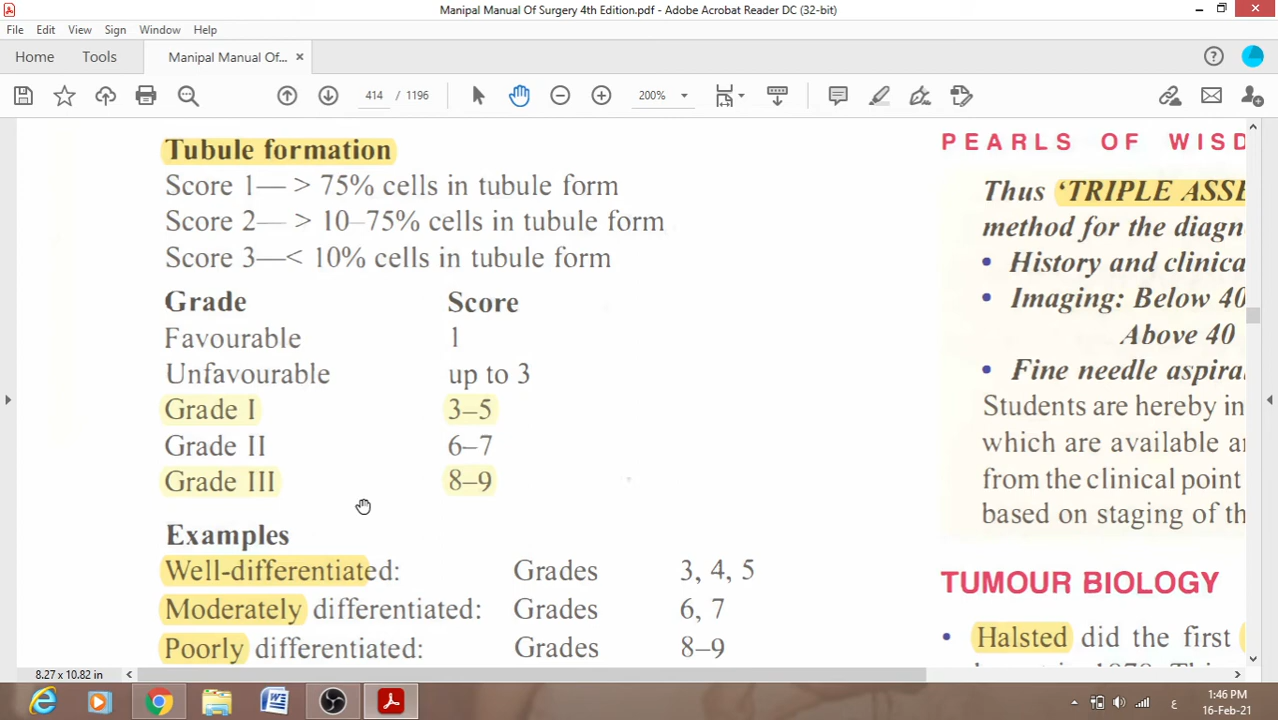 Manipal Manual Of Surgery 4th Edition.pdf - Adobe Acrobat Reader DC (32-bit)
File Edit View Sign Window Help
Home Tools Manipal Manual Of... ×
414 / 1196 200%
Tubule formation
Score 1— > 75% cells in tubule form
Score 2— > 10–75% cells in tubule form
Score 3—< 10% cells in tubule form
Grade Score
Favourable 1
Unfavourable up to 3
Grade I 3–5
Grade II 6–7
Grade III 8–9
Examples
Well-differentiated: Grades 3, 4, 5
Moderately differentiated: Grades 6, 7
Poorly differentiated: Grades 8–9
PEARLS OF WISD
Thus ‘TRIPLE ASSE
method for the diagn
• History and clinica
• Imaging: Below 40
Above 40
• Fine needle aspira
Students are hereby in
which are available a
from the clinical point
based on staging of th
TUMOUR BIOLOGY
• Halsted did the first
8.27 x 10.82 in
ع 1:46 PM
16-Feb-21